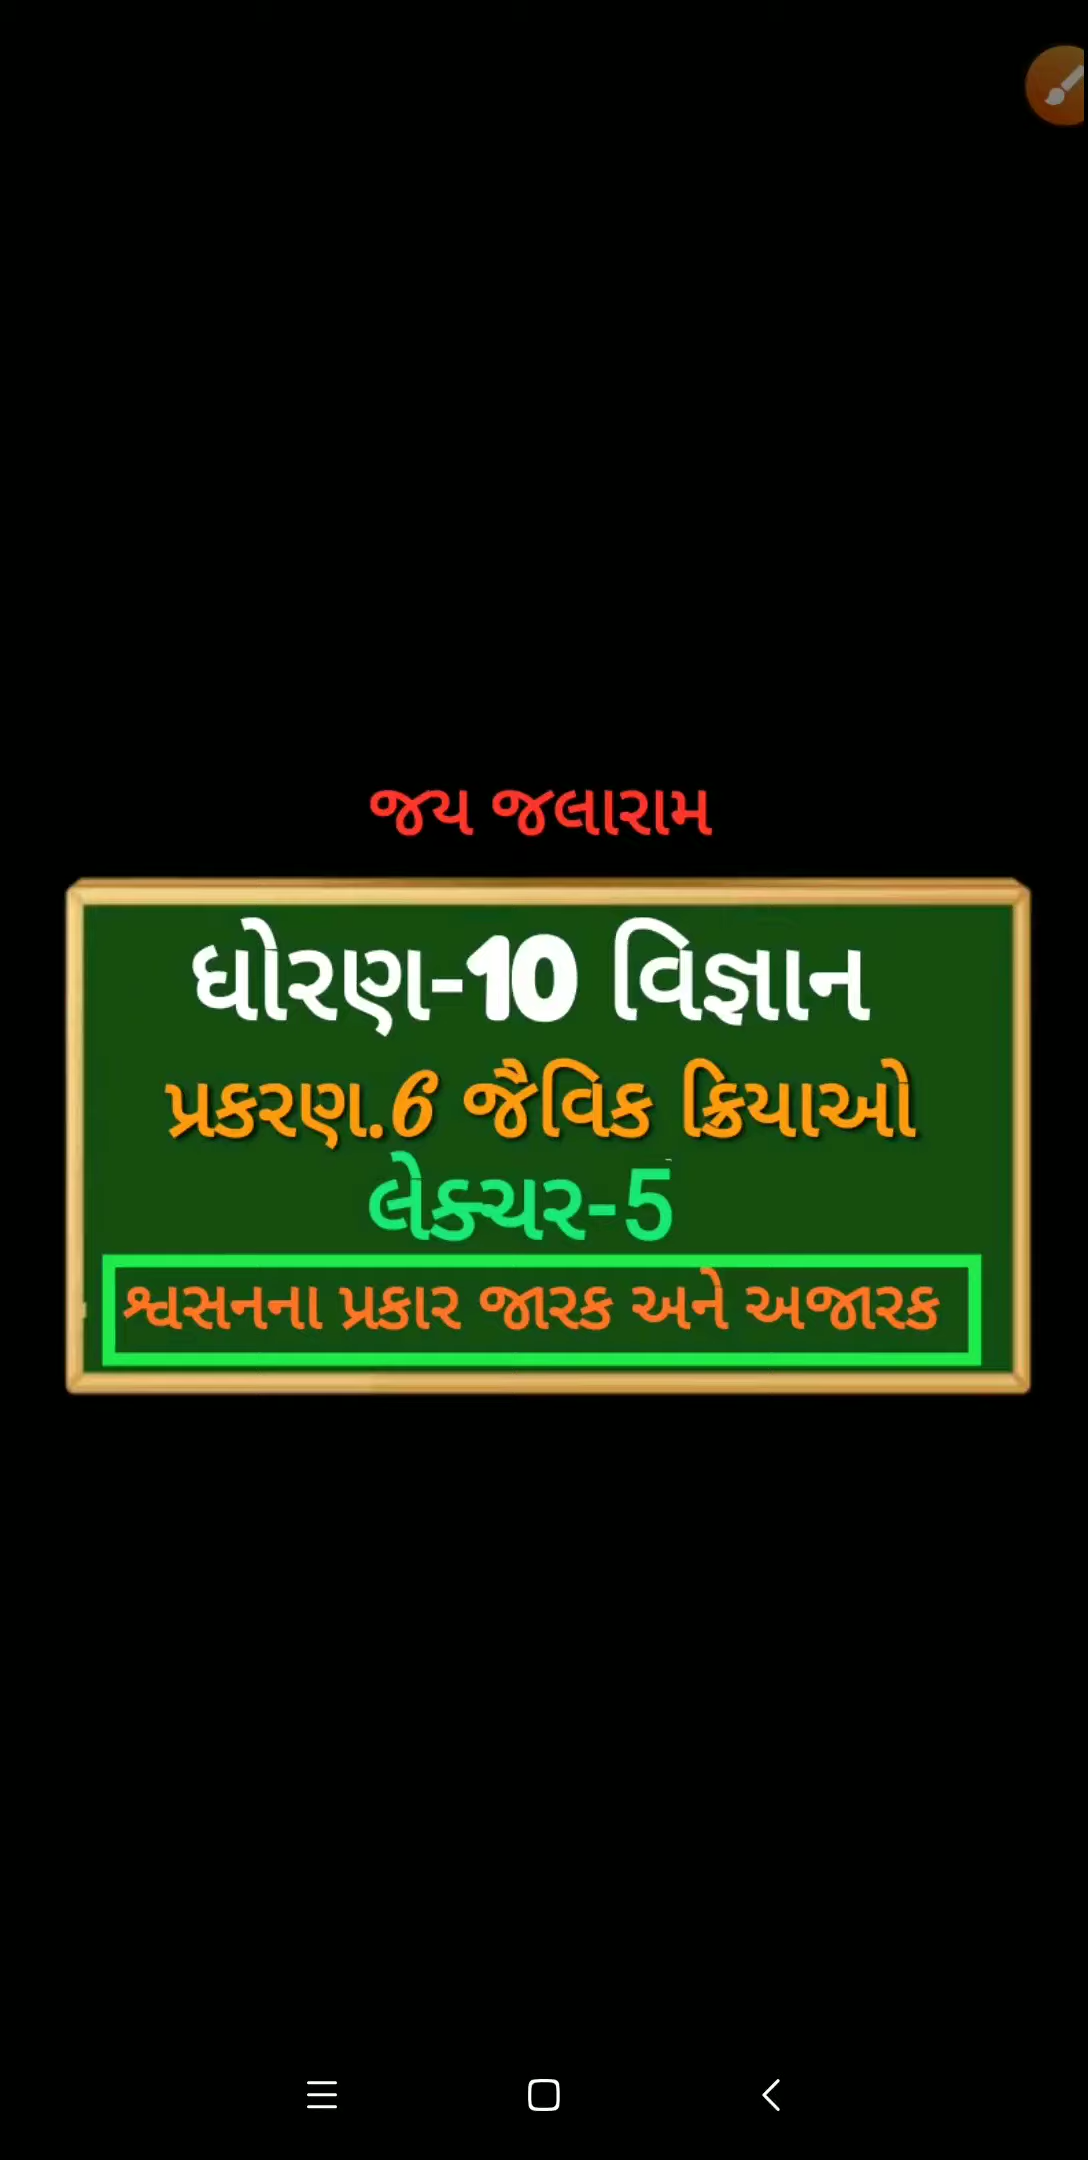 જય જલારામ
ધોરણ-10 વિજ્ઞાન
પ્રકરણ.6 જૈવિક ક્રિયાઓ
લેક્ચર-5
શ્વસનના પ્રકાર જારક અને અજારક